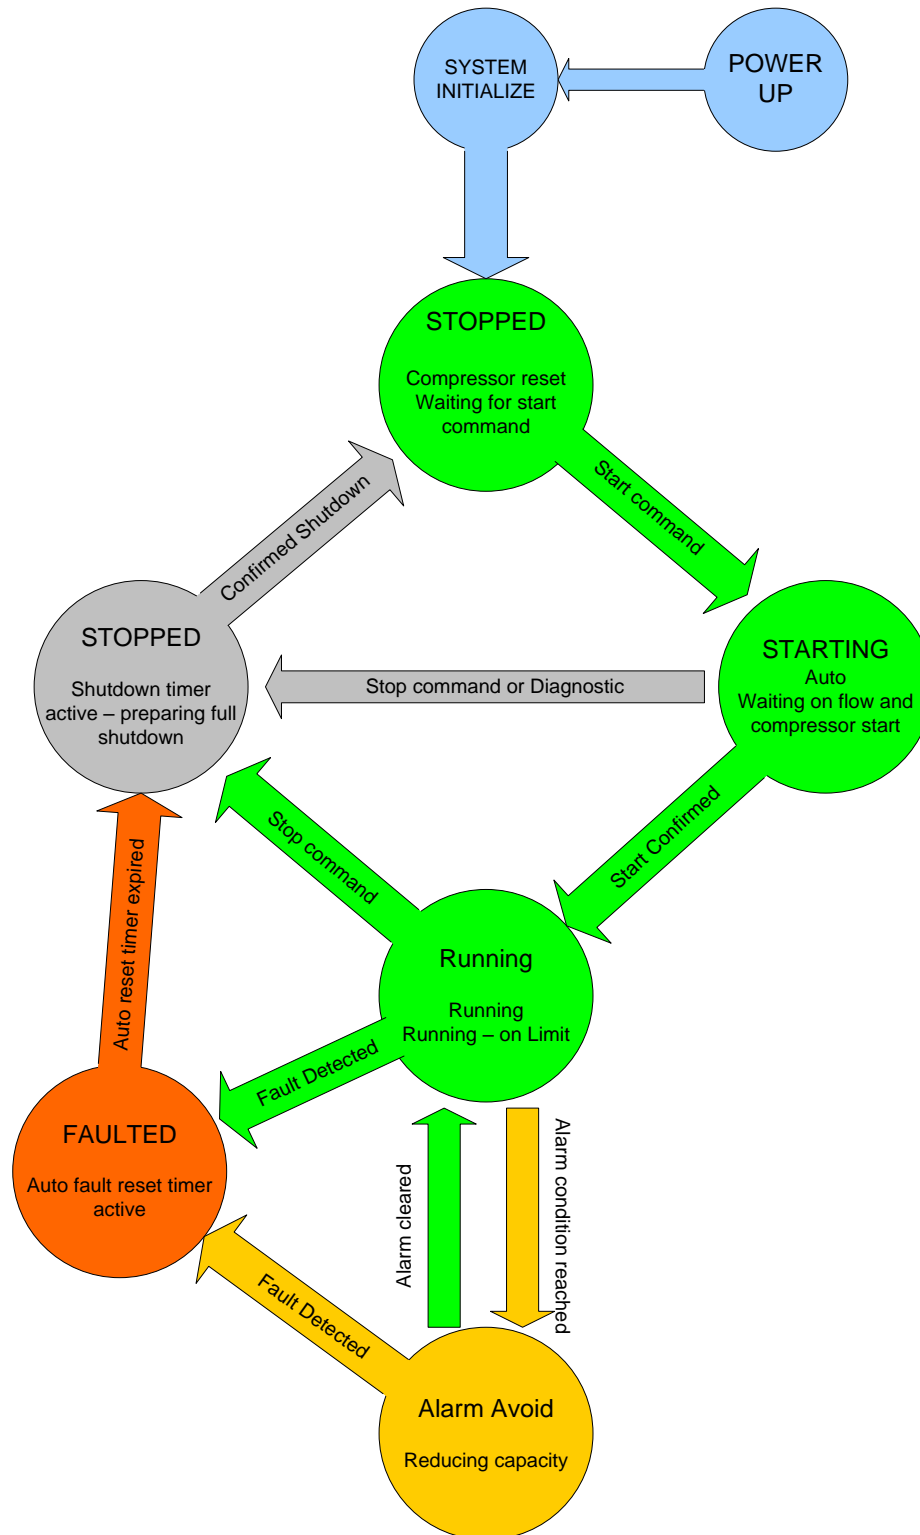 SYSTEM
INITIALIZE
POWER
UP
STOPPED
Compressor reset
Waiting for start
command
Start command
Confirmed Shutdown
STOPPED
Shutdown timer
active – preparing full
shutdown
Stop command or Diagnostic
STARTING
Auto
Waiting on flow and
compressor start
Start Confirmed
Stop command
Auto reset timer expired
Running
Running
Running – on Limit
Fault Detected
FAULTED
Auto fault reset timer
active
Alarm cleared
Alarm condition reached
Fault Detected
Alarm Avoid
Reducing capacity